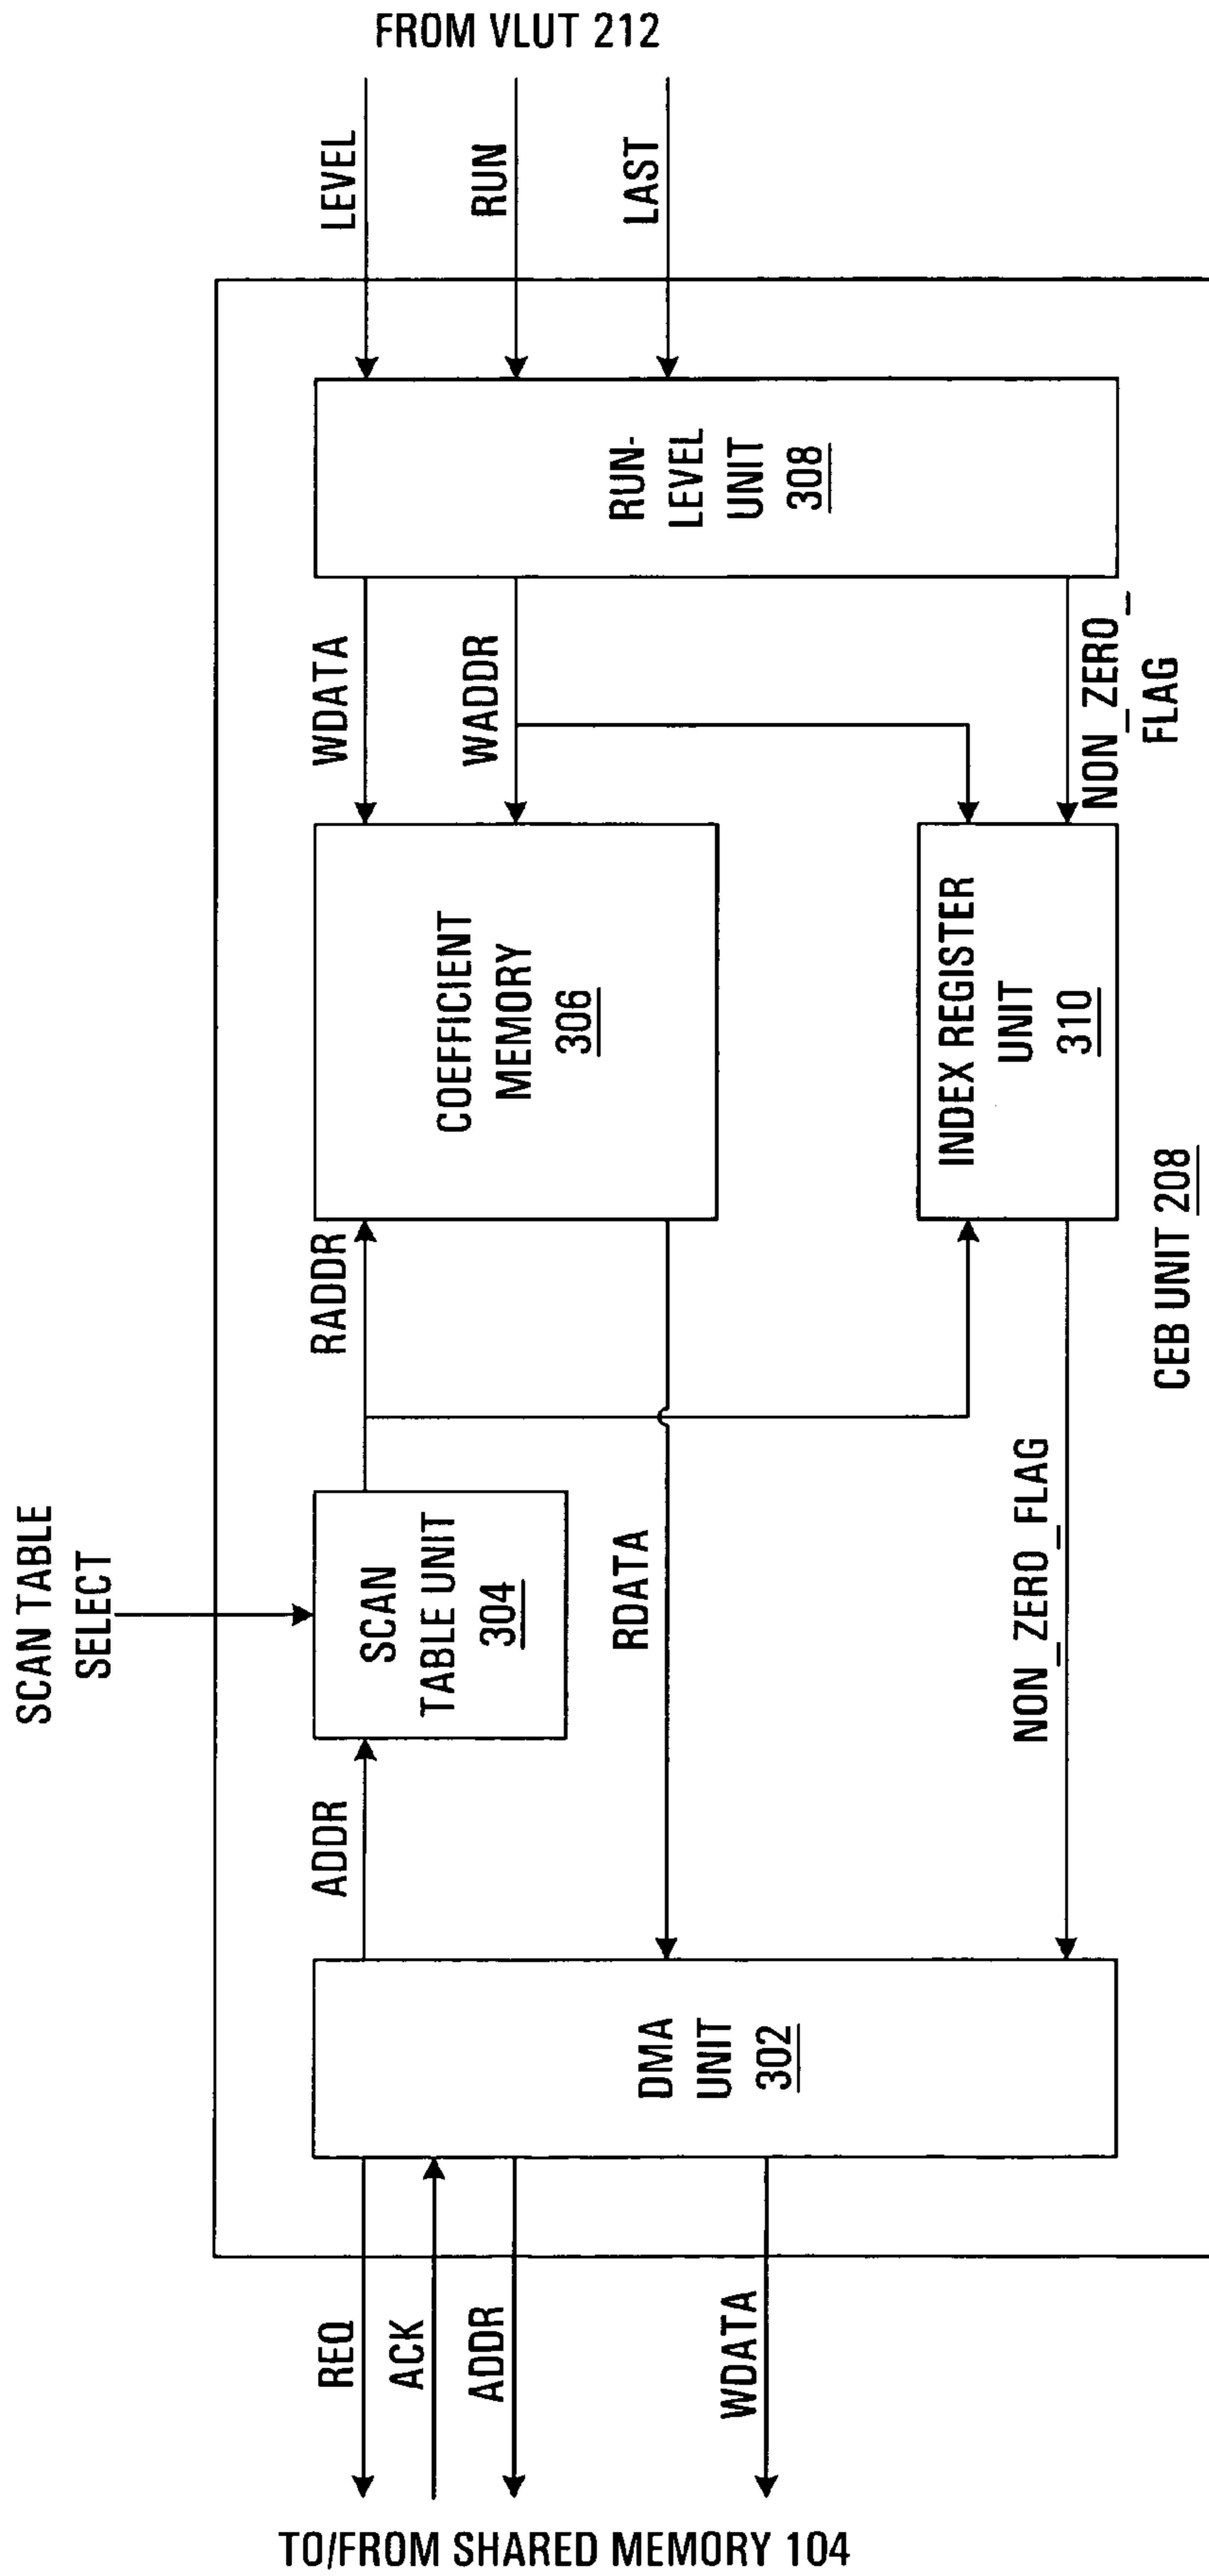 FROM VLUT 212
LEVEL
RUN
LAST
RUN-
LEVEL
UNIT
308
WDATA
WADDR
NON_ZERO_
FLAG
COEFFICIENT
MEMORY
306
INDEX REGISTER
UNIT
310
CEB UNIT 208
RADDR
SCAN TABLE
SELECT
SCAN
TABLE UNIT
304
RDATA
NON_ZERO_FLAG
ADDR
DMA
UNIT
302
REQ
ACK
ADDR
WDATA
TO/FROM SHARED MEMORY 104